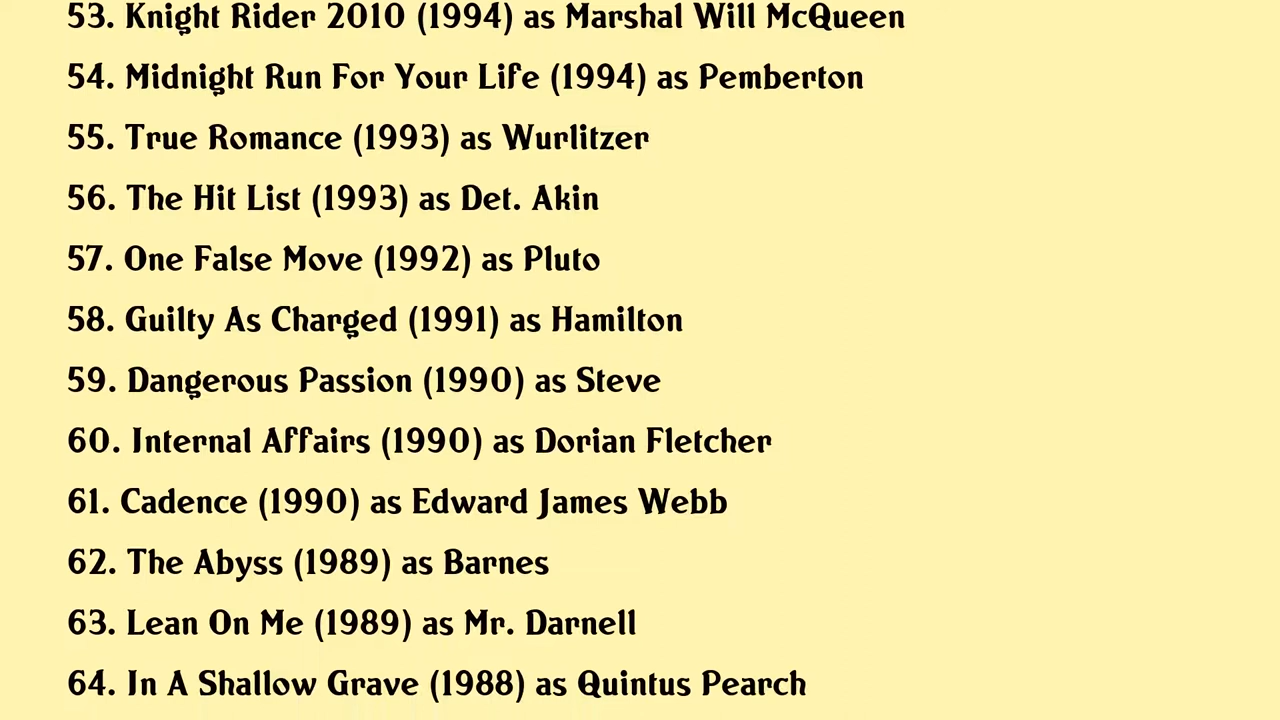 53. Knight Rider 2010 (1994) as Marshal Will McQueen
54. Midnight Run For Your Life (1994) as Pemberton
55. True Romance (1993) as Wurlitzer
56. The Hit List (1993) as Det. Akin
57. One False Move (1992) as Pluto
58. Guilty As Charged (1991) as Hamilton
59. Dangerous Passion (1990) as Steve
60. Internal Affairs (1990) as Dorian Fletcher
61. Cadence (1990) as Edward James Webb
62. The Abyss (1989) as Barnes
63. Lean On Me (1989) as Mr. Darnell
64. In A Shallow Grave (1988) as Quintus Pearch